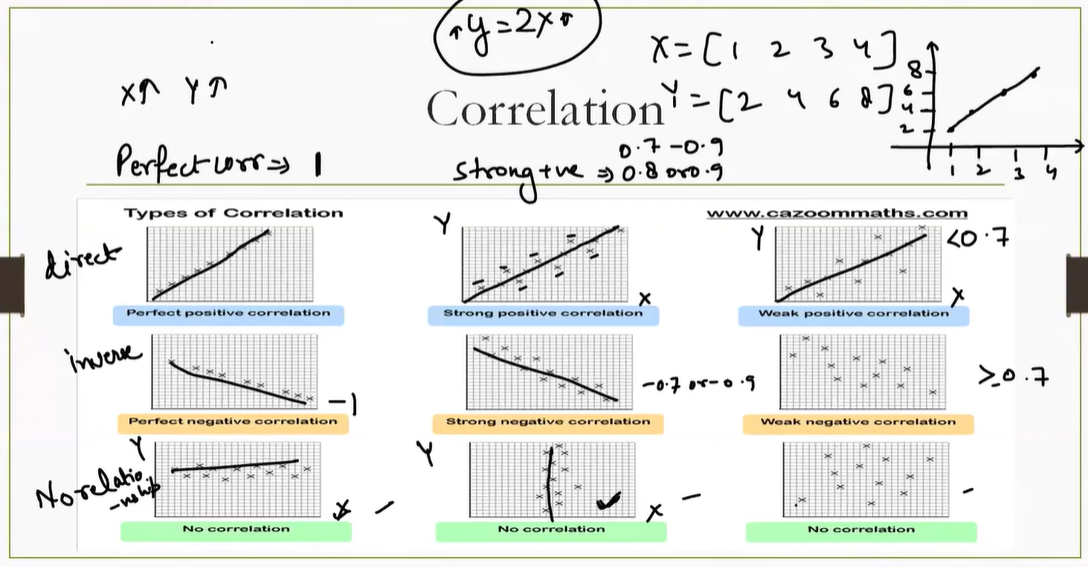 ↑y=2x↑
X=[1 2 3 4]
Y=[2 4 6 8]
8
6
4
2
1 2 3 4
X↑ Y↑
Correlation
Perfect corr⇒ 1
0.7 -0.9
Strong +ve ⇒ 0.8 or 0.9
Types of Correlation
www.cazoommaths.com
direct
Y
X
Y
<0.7
X
Perfect positive correlation
Strong positive correlation
Weak positive correlation
inverse
-1
-0.7 or -0.9
≥0.7
Perfect negative correlation
Strong negative correlation
Weak negative correlation
No relatio
-nship
Y
X -
Y
X -
-
No correlation
No correlation
No correlation